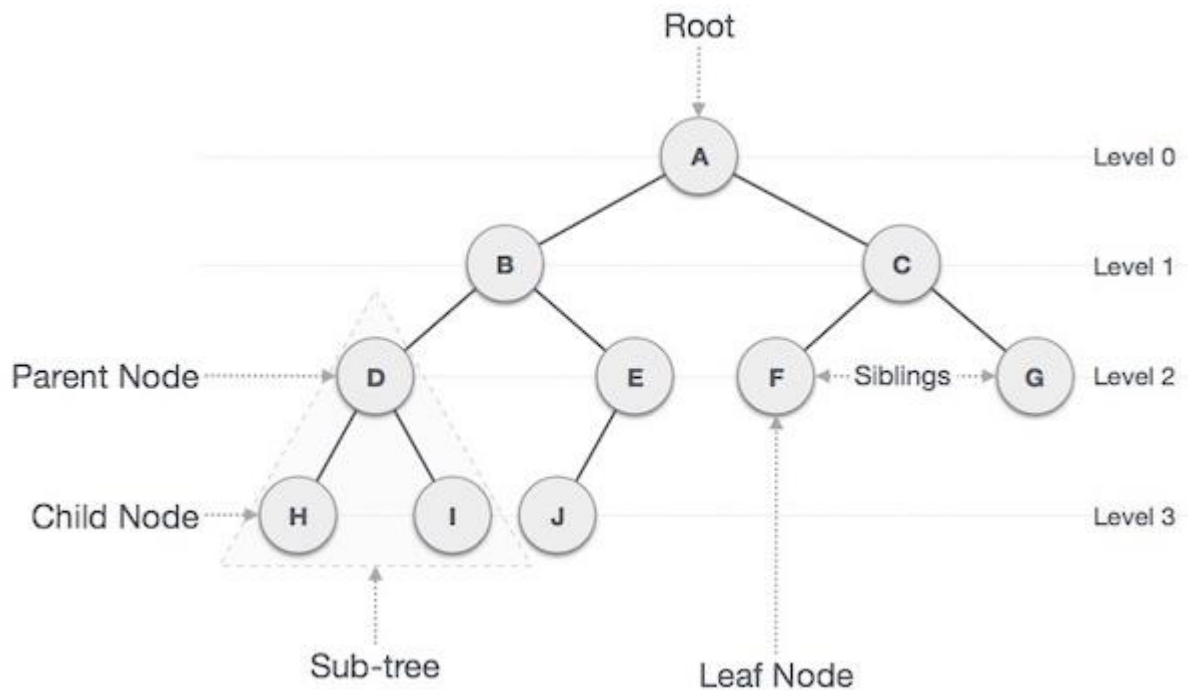 Root
A
Level 0
B
C
Level 1
Parent Node
D
E
F
Siblings
G
Level 2
Child Node
H
I
J
Level 3
Sub-tree
Leaf Node